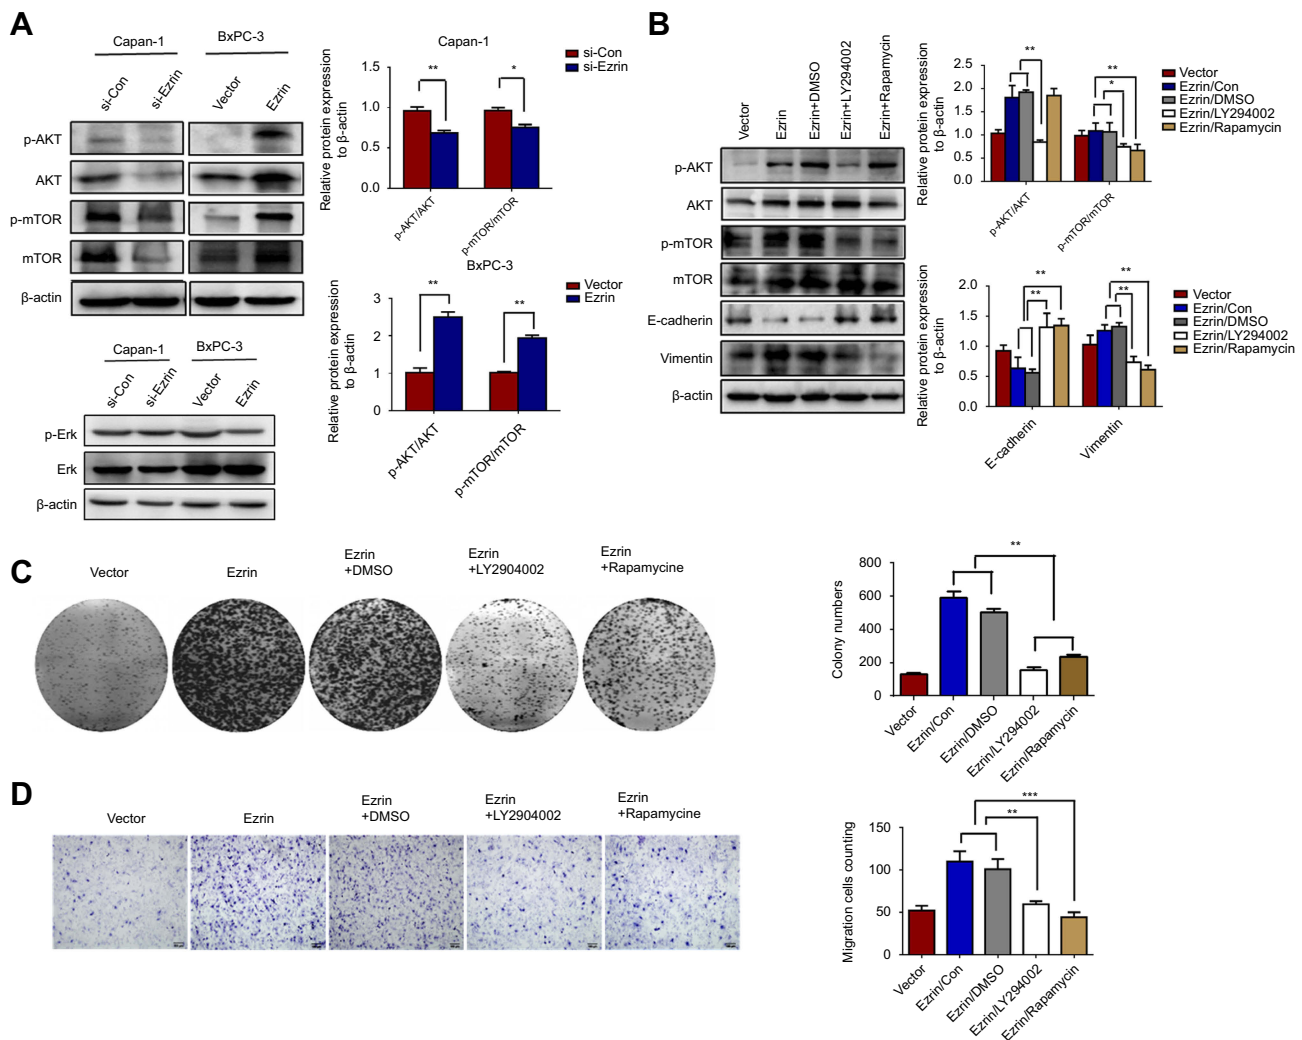 A
Capan-1
BxPC-3
si-Con
si-Ezrin
Vector
Ezrin
p-AKT
AKT
p-mTOR
mTOR
β-actin
Capan-1
BxPC-3
si-Con
si-Ezrin
Vector
Ezrin
p-Erk
Erk
β-actin
Capan-1
Relative protein expression
to β-actin
1.5
1.0
0.5
0.0
**
*
p-AKT/AKT
p-mTOR/mTOR
si-Con
si-Ezrin
BxPC-3
Relative protein expression
to β-actin
3
2
1
0
**
**
p-AKT/AKT
p-mTOR/mTOR
Vector
Ezrin
B
Vector
Ezrin
Ezrin+DMSO
Ezrin+LY294002
Ezrin+Rapamycin
p-AKT
AKT
p-mTOR
mTOR
E-cadherin
Vimentin
β-actin
Relative protein expression
to β-actin
2.5
2.0
1.5
1.0
0.5
0.0
**
**
*
p-AKT/AKT
p-mTOR/mTOR
Vector
Ezrin/Con
Ezrin/DMSO
Ezrin/LY294002
Ezrin/Rapamycin
Relative protein expression
to β-actin
2.0
1.5
1.0
0.5
0.0
**
**
**
**
E-cadherin
Vimentin
Vector
Ezrin/Con
Ezrin/DMSO
Ezrin/LY294002
Ezrin/Rapamycin
C
Vector
Ezrin
Ezrin
+DMSO
Ezrin
+LY2904002
Ezrin
+Rapamycine
Colony numbers
800
600
400
200
0
**
Vector
Ezrin/Con
Ezrin/DMSO
Ezrin/LY294002
Ezrin/Rapamycin
D
Vector
Ezrin
Ezrin
+DMSO
Ezrin
+LY2904002
Ezrin
+Rapamycine
Migration cells counting
150
100
50
0
***
**
Vector
Ezrin/Con
Ezrin/DMSO
Ezrin/LY294002
Ezrin/Rapamycin